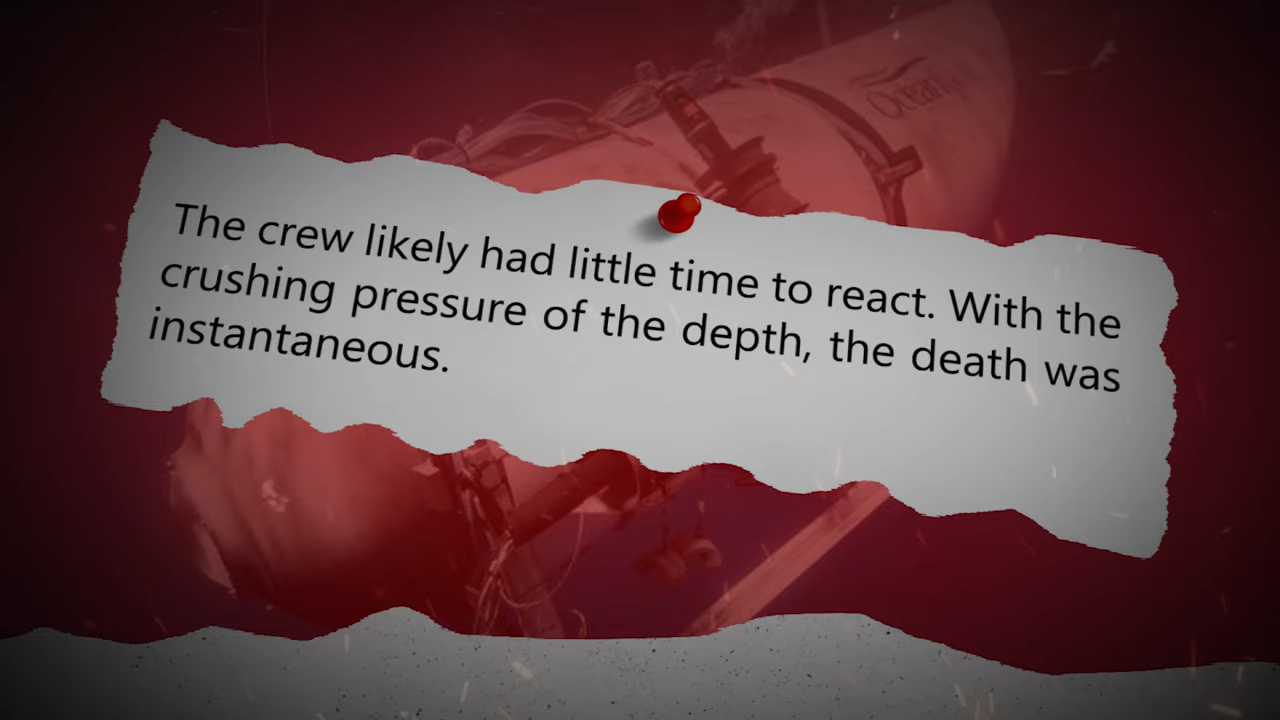 The crew likely had little time to react. With the
crushing pressure of the depth, the death was
instantaneous.